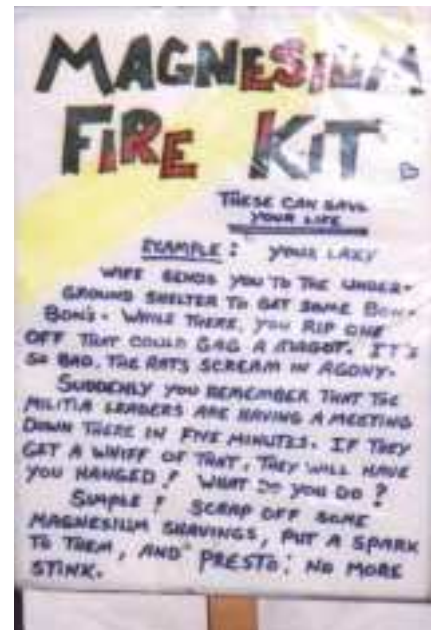 MAGNESIUM
FIRE KIT
THESE CAN SAVE
YOUR LIFE
EXAMPLE: YOUR LAZY
WIFE SENDS YOU TO THE UNDER-
GROUND SHELTER TO GET SOME BON-
BON'S. WHILE THERE, YOU RIP ONE
OFF THAT COULD GAG A MAGOT. IT'S
SO BAD, THE RATS SCREAM IN AGONY.
SUDDENLY YOU REMEMBER THAT THE
MILITIA LEADERS ARE HAVING A MEETING
DOWN THERE IN FIVE MINUTES. IF THEY
GET A WHIFF OF THAT, THEY WILL HAVE
YOU HANGED! WHAT DO YOU DO?
SIMPLE! SCRAP OFF SOME
MAGNESIUM SHAVINGS, PUT A SPARK
TO THEM, AND PRESTO; NO MORE
STINK.